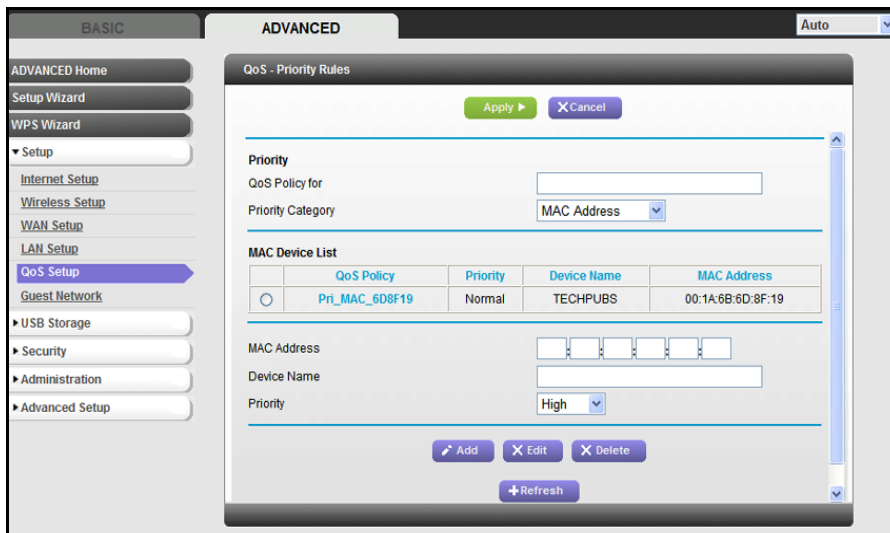 BASIC
ADVANCED
Auto
ADVANCED Home
Setup Wizard
WPS Wizard
Setup
Internet Setup
Wireless Setup
WAN Setup
LAN Setup
QoS Setup
Guest Network
USB Storage
Security
Administration
Advanced Setup
QoS - Priority Rules
Apply
Cancel
Priority
QoS Policy for
Priority Category MAC Address
MAC Device List
QoS Policy Priority Device Name MAC Address
Pri_MAC_6D8F19 Normal TECHPUBS 00:1A:6B:6D:8F:19
MAC Address : : : : :
Device Name
Priority High
Add Edit Delete
Refresh